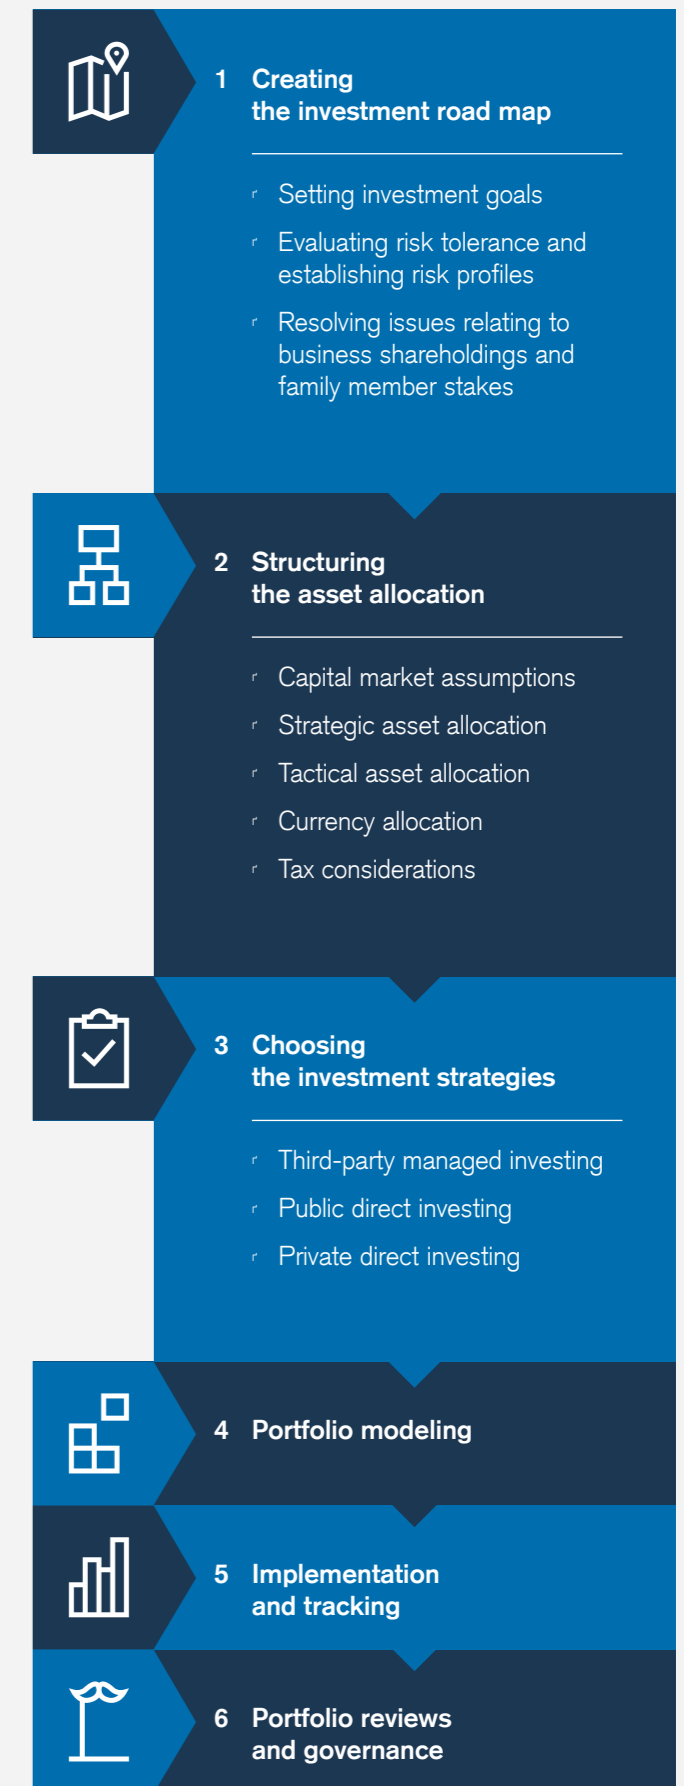 1 Creating
the investment road map
r Setting investment goals
r Evaluating risk tolerance and
establishing risk profiles
r Resolving issues relating to
business shareholdings and
family member stakes
2 Structuring
the asset allocation
r Capital market assumptions
r Strategic asset allocation
r Tactical asset allocation
r Currency allocation
r Tax considerations
3 Choosing
the investment strategies
r Third-party managed investing
r Public direct investing
r Private direct investing
4 Portfolio modeling
5 Implementation
and tracking
6 Portfolio reviews
and governance